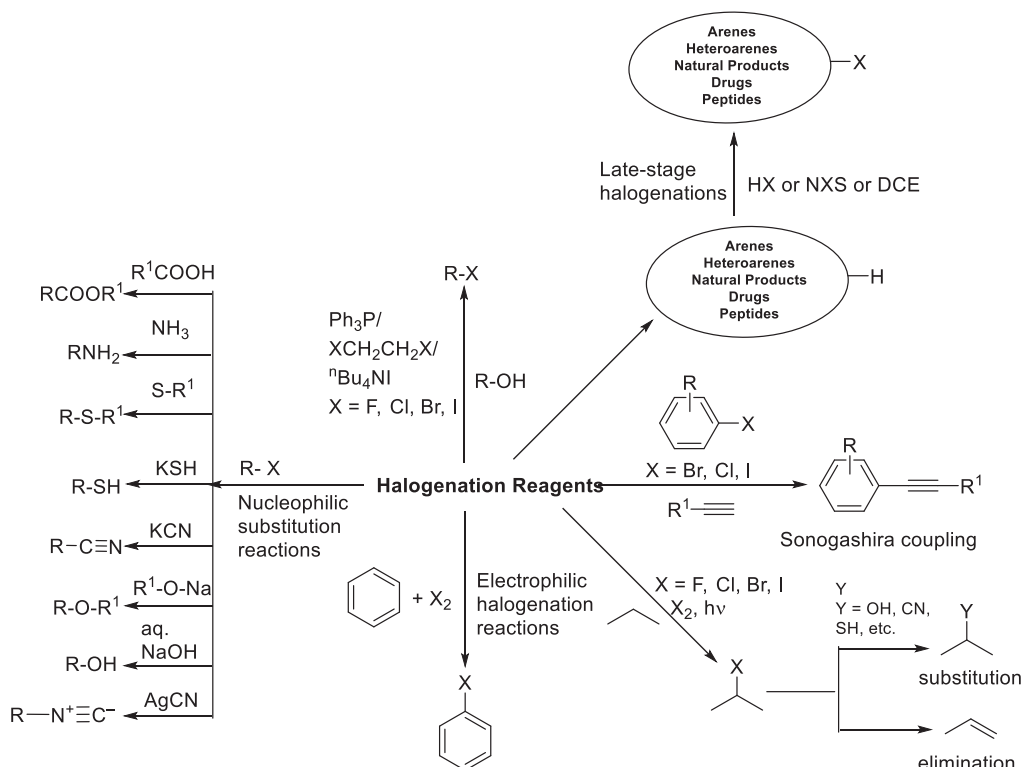 Arenes
Heteroarenes
Natural Products
Drugs
Peptides
X
Late-stage
halogenations
HX or NXS or DCE
Arenes
Heteroarenes
Natural Products
Drugs
Peptides
H
R-X
Ph₃P/
XCH₂CH₂X/
ⁿBu₄NI
X = F, Cl, Br, I
R-OH
R¹COOH
RCOOR¹
NH₃
RNH₂
S-R¹
R-S-R¹
KSH
R-SH
KCN
R–C≡N
R¹-O-Na
R-O-R¹
aq.
NaOH
R-OH
AgCN
R—N⁺≡C⁻
R- X
Nucleophilic
substitution
reactions
Halogenation Reagents
R
X
X = Br, Cl, I
R¹
R
R¹
Sonogashira coupling
+ X₂
Electrophilic
halogenation
reactions
X
X = F, Cl, Br, I
X₂, hν
X
Y
Y = OH, CN,
SH, etc.
Y
substitution
elimination